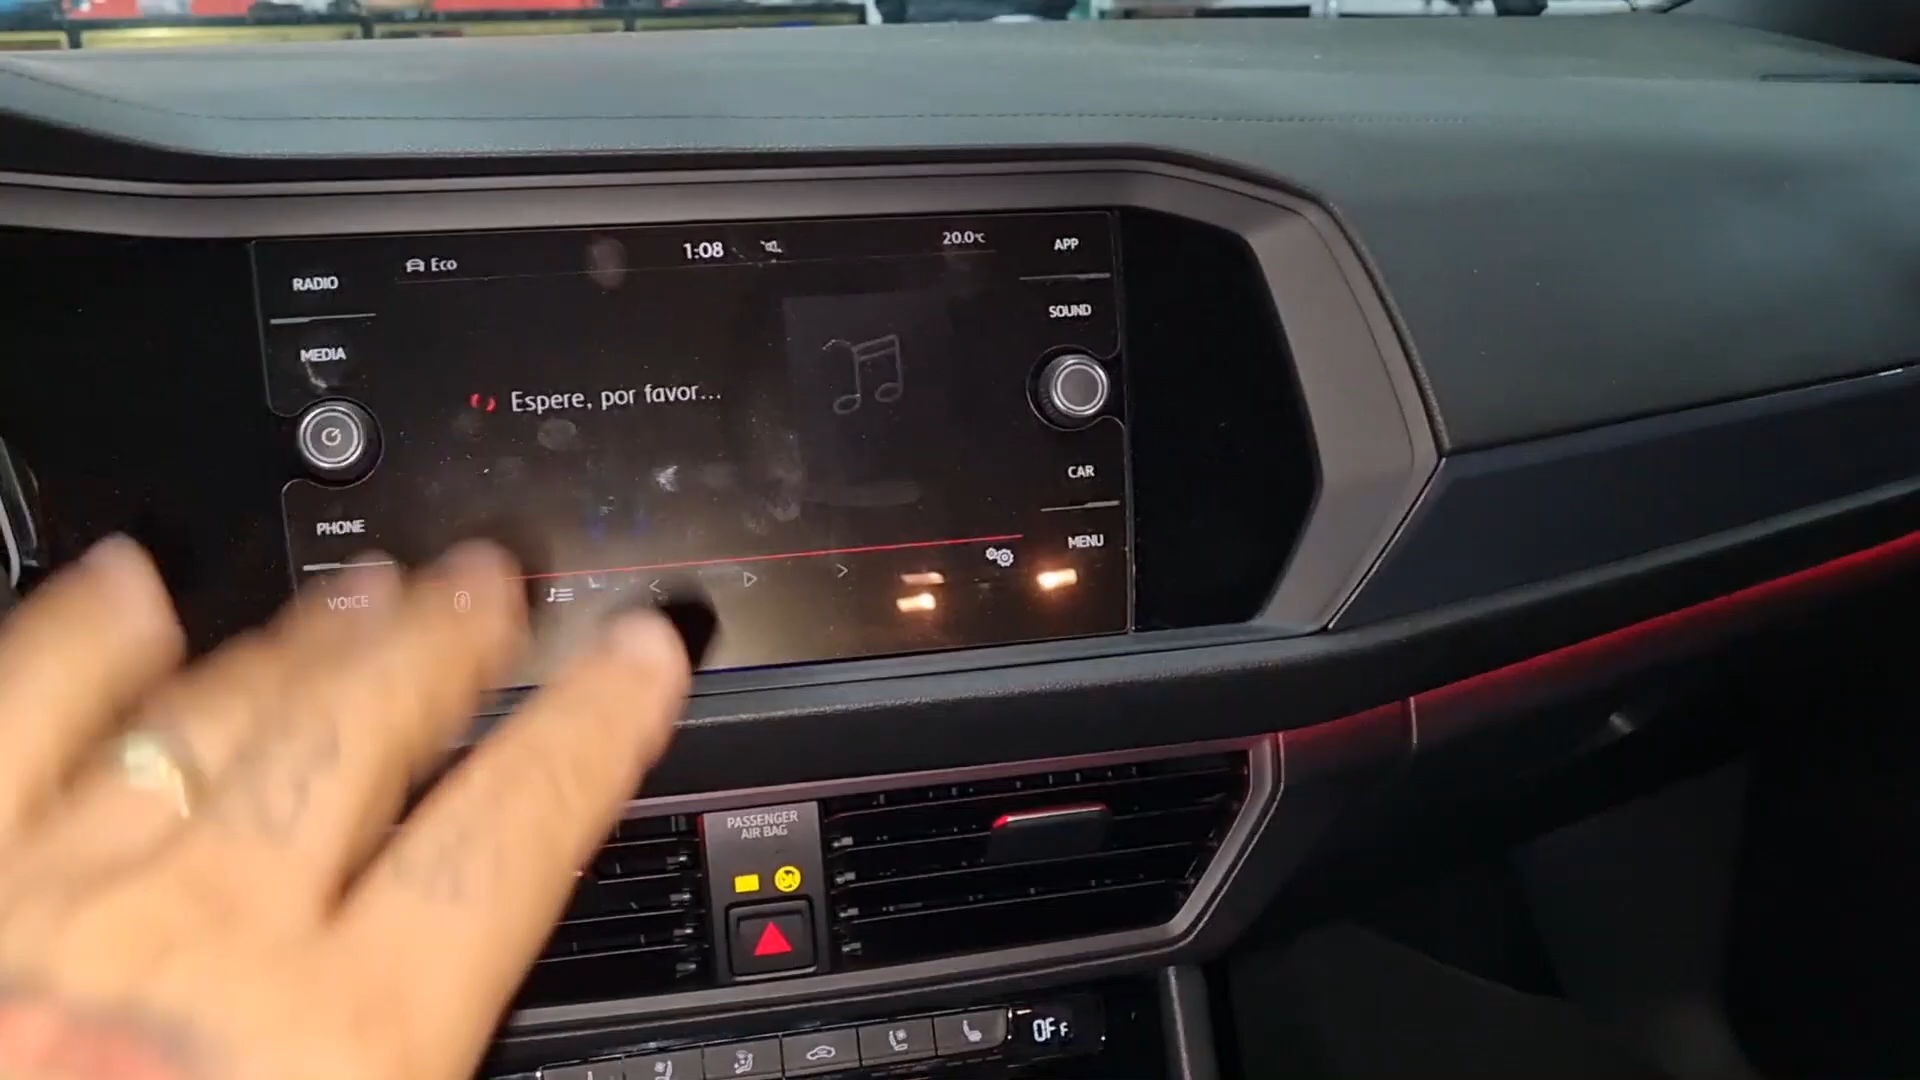 RADIO
MEDIA
PHONE
VOICE
Eco
1:08
20.0°C
Espere, por favor...
APP
SOUND
CAR
MENU
PASSENGER
AIR BAG
OFF